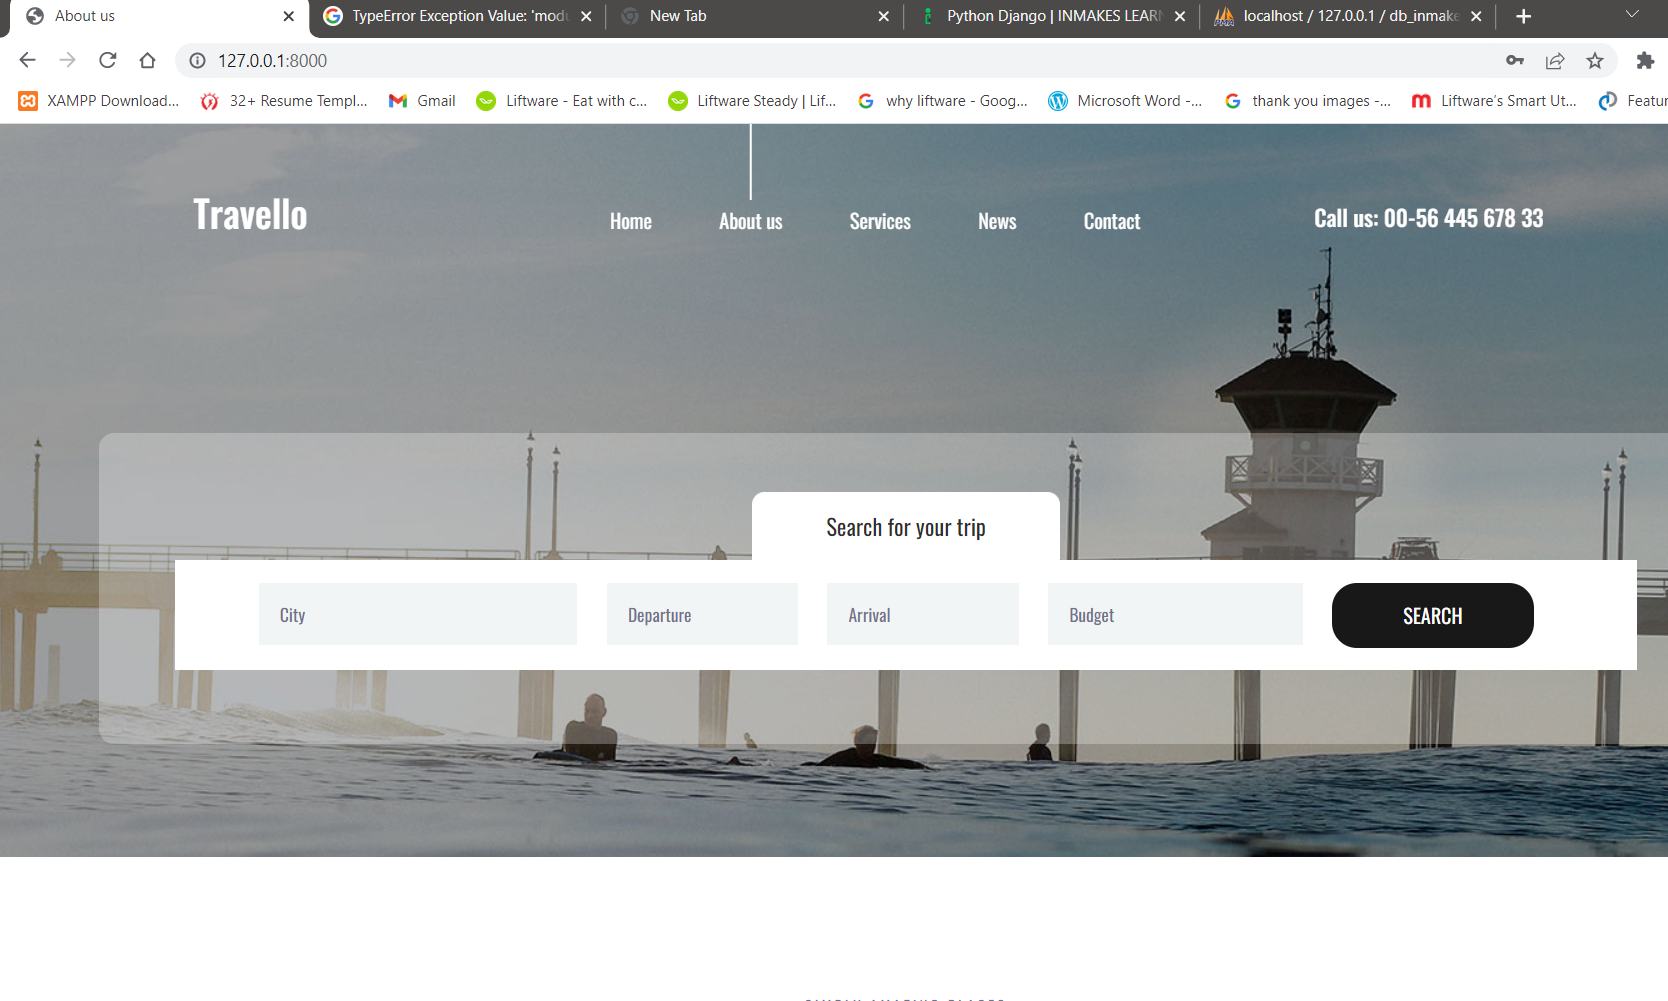 About us
TypeError Exception Value: 'modu
New Tab
Python Django | INMAKES LEARN
localhost / 127.0.0.1 / db_inmake
127.0.0.1:8000
XAMPP Download...
32+ Resume Templ...
Gmail
Liftware - Eat with c...
Liftware Steady | Lif...
why liftware - Goog...
Microsoft Word -...
thank you images -...
Liftware's Smart Ut...
Featur
Travello
Home
About us
Services
News
Contact
Call us: 00-56 445 678 33
Search for your trip
City
Departure
Arrival
Budget
SEARCH